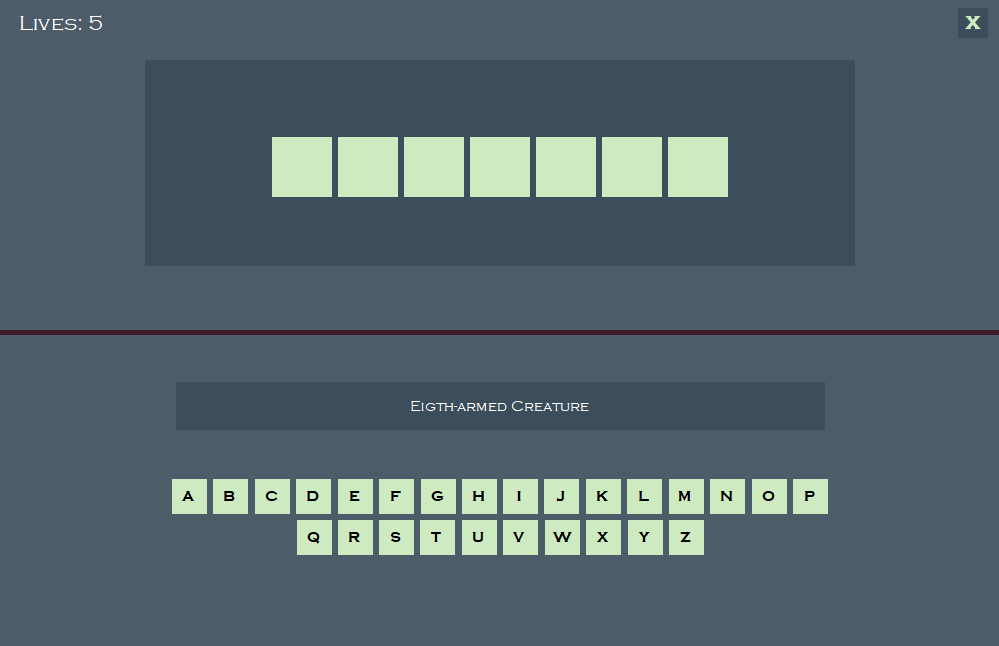 Lives: 5
X
Eigth-armed Creature
A B C D E F G H I J K L M N O P
Q R S T U V W X Y Z